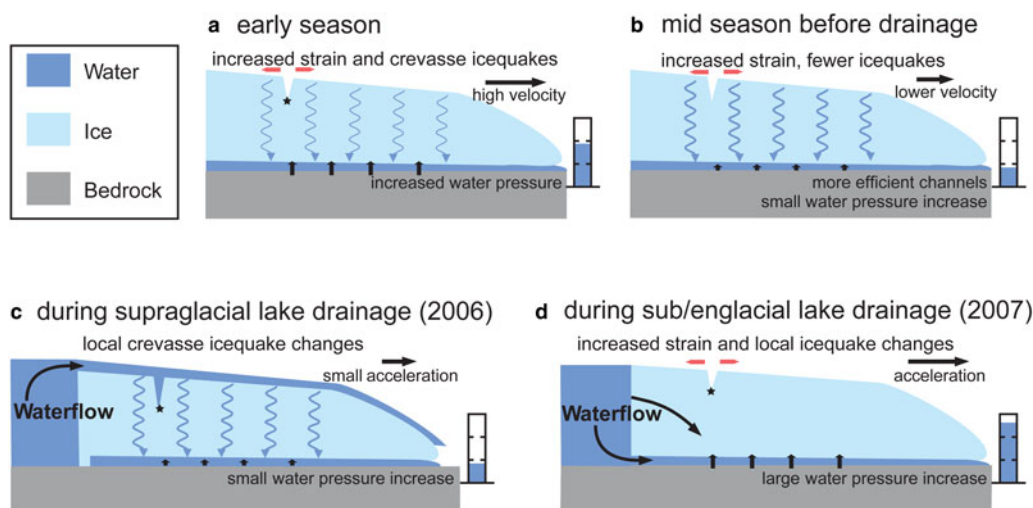 a early season
b mid season before drainage
Water
Ice
Bedrock
increased strain and crevasse icequakes
high velocity
increased water pressure
increased strain, fewer icequakes
lower velocity
more efficient channels
small water pressure increase
c during supraglacial lake drainage (2006)
local crevasse icequake changes
small acceleration
Waterflow
small water pressure increase
d during sub/englacial lake drainage (2007)
increased strain and local icequake changes
acceleration
Waterflow
large water pressure increase